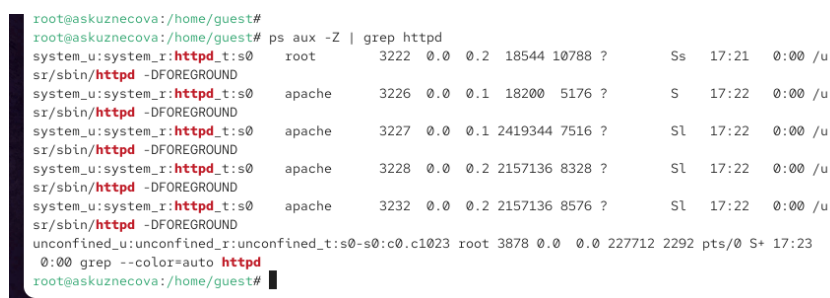 root@askuznecova:/home/guest#
root@askuznecova:/home/guest# ps aux -Z | grep httpd
system_u:system_r:httpd_t:s0    root        3222  0.0  0.2  18544 10788 ?        Ss   17:21   0:00 /u
sr/sbin/httpd -DFOREGROUND
system_u:system_r:httpd_t:s0    apache      3226  0.0  0.1  18200  5176 ?        S    17:22   0:00 /u
sr/sbin/httpd -DFOREGROUND
system_u:system_r:httpd_t:s0    apache      3227  0.0  0.1 2419344 7516 ?        Sl   17:22   0:00 /u
sr/sbin/httpd -DFOREGROUND
system_u:system_r:httpd_t:s0    apache      3228  0.0  0.2 2157136 8328 ?        Sl   17:22   0:00 /u
sr/sbin/httpd -DFOREGROUND
system_u:system_r:httpd_t:s0    apache      3232  0.0  0.2 2157136 8576 ?        Sl   17:22   0:00 /u
sr/sbin/httpd -DFOREGROUND
unconfined_u:unconfined_r:unconfined_t:s0-s0:c0.c1023 root 3878 0.0  0.0 227712 2292 pts/0 S+ 17:23
 0:00 grep --color=auto httpd
root@askuznecova:/home/guest#